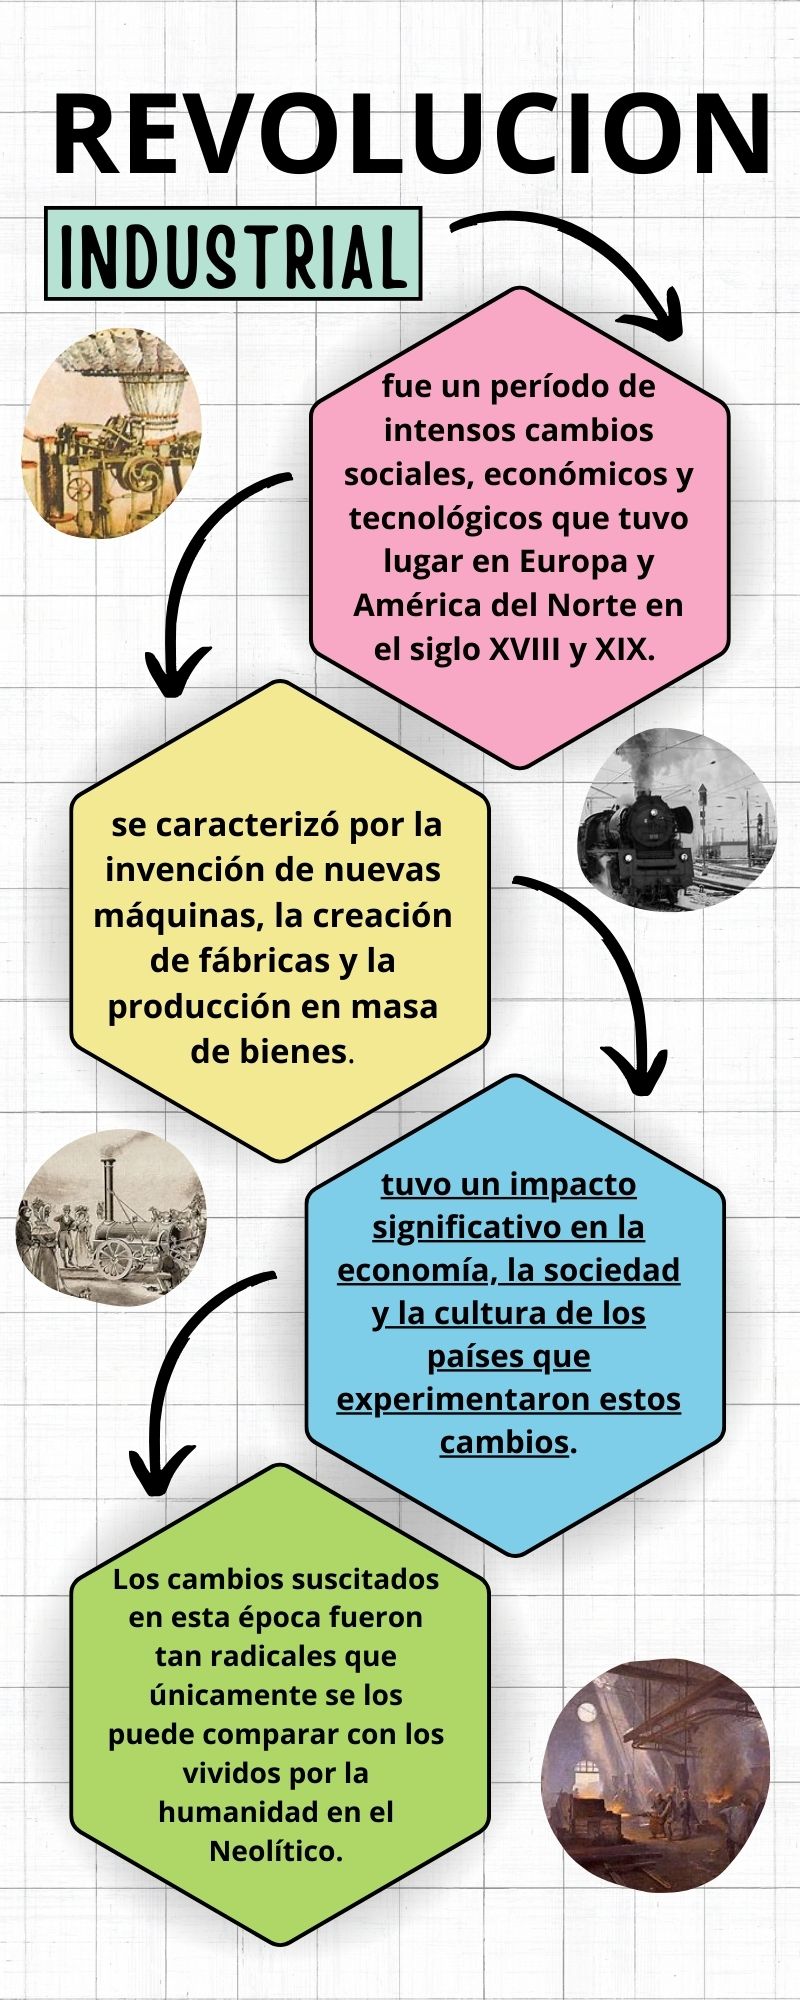 REVOLUCION
INDUSTRIAL
fue un período de
intensos cambios
sociales, económicos y
tecnológicos que tuvo
lugar en Europa y
América del Norte en
el siglo XVIII y XIX.
se caracterizó por la
invención de nuevas
máquinas, la creación
de fábricas y la
producción en masa
de bienes.
tuvo un impacto
significativo en la
economía, la sociedad
y la cultura de los
países que
experimentaron estos
cambios.
Los cambios suscitados
en esta época fueron
tan radicales que
únicamente se los
puede comparar con los
vividos por la
humanidad en el
Neolítico.